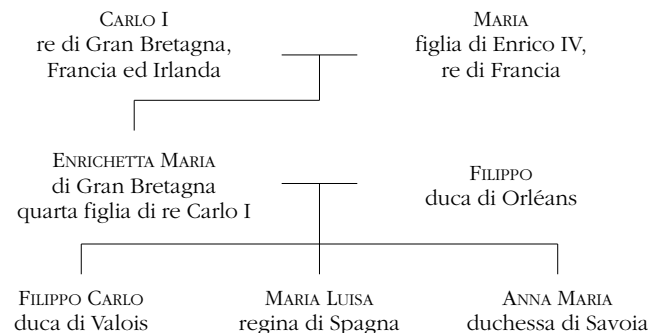 CARLO I
re di Gran Bretagna,
Francia ed Irlanda
MARIA
figlia di Enrico IV,
re di Francia
ENRICHETTA MARIA
di Gran Bretagna
quarta figlia di re Carlo I
FILIPPO
duca di Orléans
FILIPPO CARLO
duca di Valois
MARIA LUISA
regina di Spagna
ANNA MARIA
duchessa di Savoia